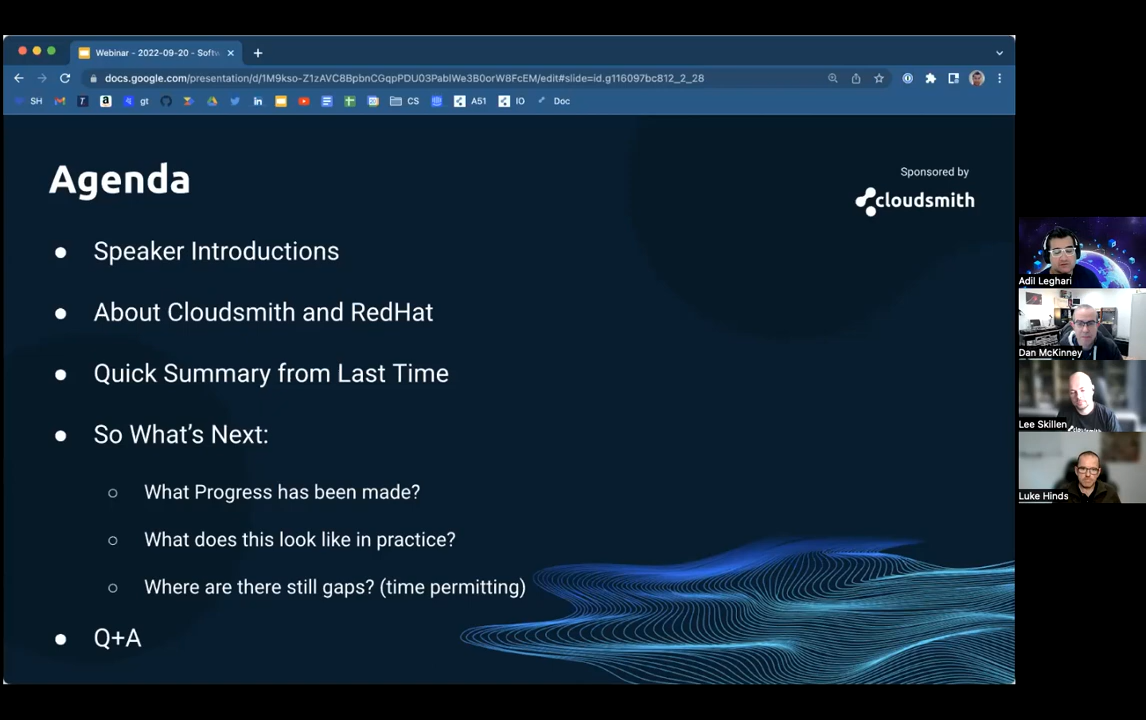 Webinar - 2022-09-20 - Softw
docs.google.com/presentation/d/1M9kso-Z1zAVC8BpbnCGqpPDU03PablWe3B0orW8FcEM/edit#slide=id.g116097bc812_2_28
SH
gt
CS
A51
IO
Doc
Agenda
Sponsored by
cloudsmith
● Speaker Introductions
● About Cloudsmith and RedHat
● Quick Summary from Last Time
● So What's Next:
○ What Progress has been made?
○ What does this look like in practice?
○ Where are there still gaps? (time permitting)
● Q+A
Adil Leghari
Dan McKinney
Lee Skillen
Luke Hinds